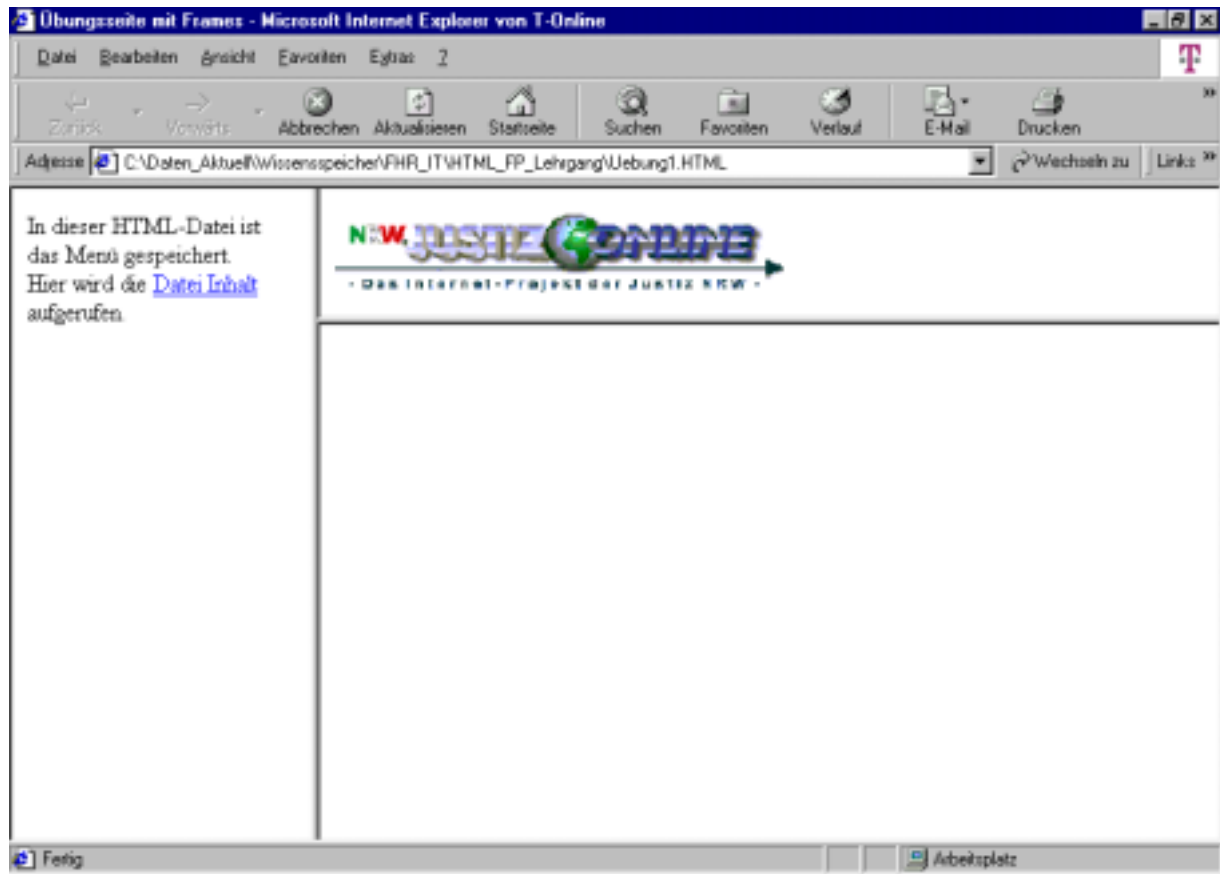 Übungsseite mit Frames - Microsoft Internet Explorer von T-Online
Datei Bearbeiten Ansicht Favoriten Extras ?
T
Zurück Vorwärts Abbrechen Aktualisieren Startseite Suchen Favoriten Verlauf E-Mail Drucken »
Adresse C:\Daten_Aktuell\Wissensspeicher\FHR_IT\HTML_FP_Lehrgang\Uebung1.HTML Wechseln zu Links »
In dieser HTML-Datei ist
das Menü gespeichert.
Hier wird die Datei Inhalt
aufgerufen.
NRW. JUSTIZ ONLINE
- Das Internet-Projekt der Justiz NRW -
Fertig Arbeitsplatz